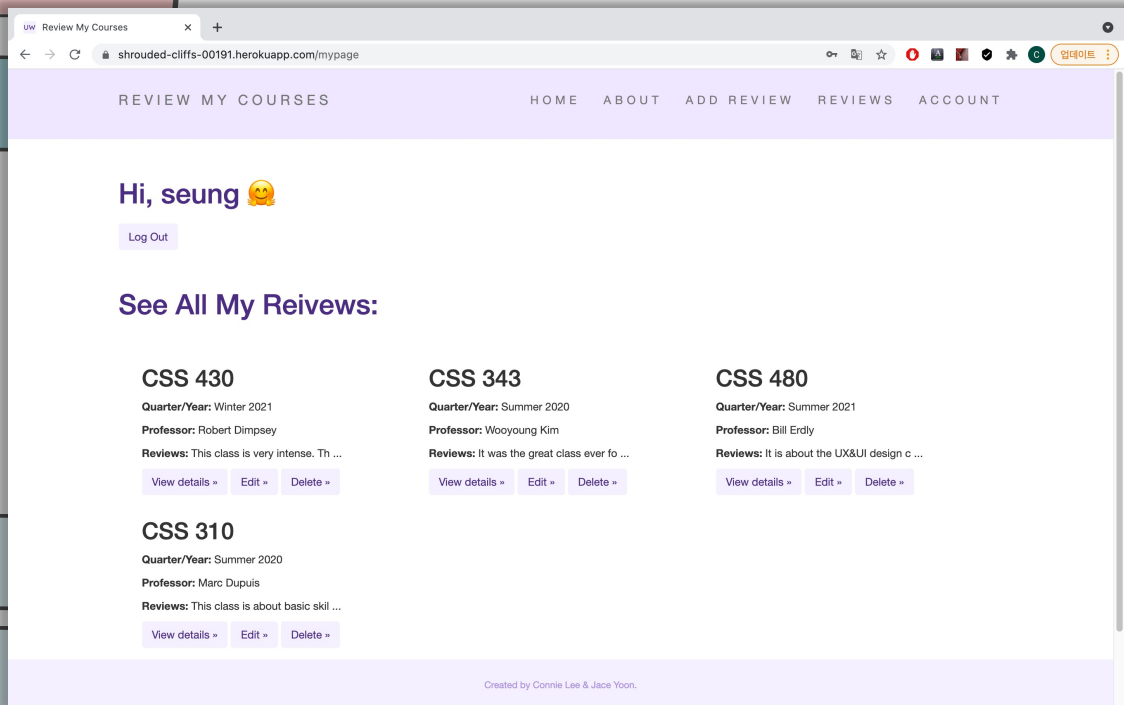 UW Review My Courses
shrouded-cliffs-00191.herokuapp.com/mypage
C 업데이트
REVIEW MY COURSES HOME ABOUT ADD REVIEW REVIEWS ACCOUNT
Hi, seung 🤗
Log Out
See All My Reivews:
CSS 430
Quarter/Year: Winter 2021
Professor: Robert Dimpsey
Reviews: This class is very intense. Th ...
View details » Edit » Delete »
CSS 343
Quarter/Year: Summer 2020
Professor: Wooyoung Kim
Reviews: It was the great class ever fo ...
View details » Edit » Delete »
CSS 480
Quarter/Year: Summer 2021
Professor: Bill Erdly
Reviews: It is about the UX&UI design c ...
View details » Edit » Delete »
CSS 310
Quarter/Year: Summer 2020
Professor: Marc Dupuis
Reviews: This class is about basic skil ...
View details » Edit » Delete »
Created by Connie Lee & Jace Yoon.